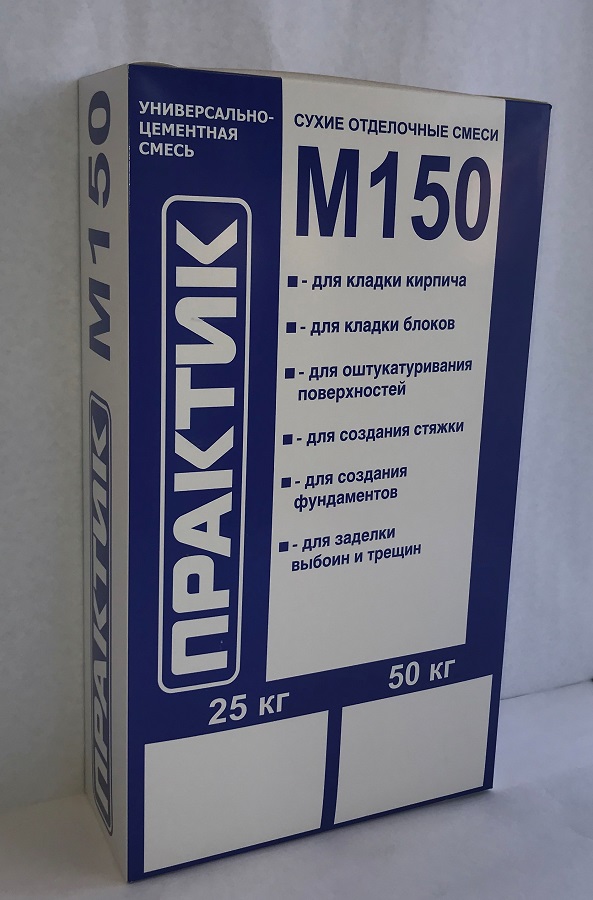 УНИВЕРСАЛЬНО-
ЦЕМЕНТНАЯ
СМЕСЬ
ПРАКТИК
СУХИЕ ОТДЕЛОЧНЫЕ СМЕСИ
М150
- для кладки кирпича
- для кладки блоков
- для оштукатуривания
поверхностей
- для создания стяжки
- для создания
фундаментов
- для заделки
выбоин и трещин
25 кг
50 кг
ПРАКТИК М150